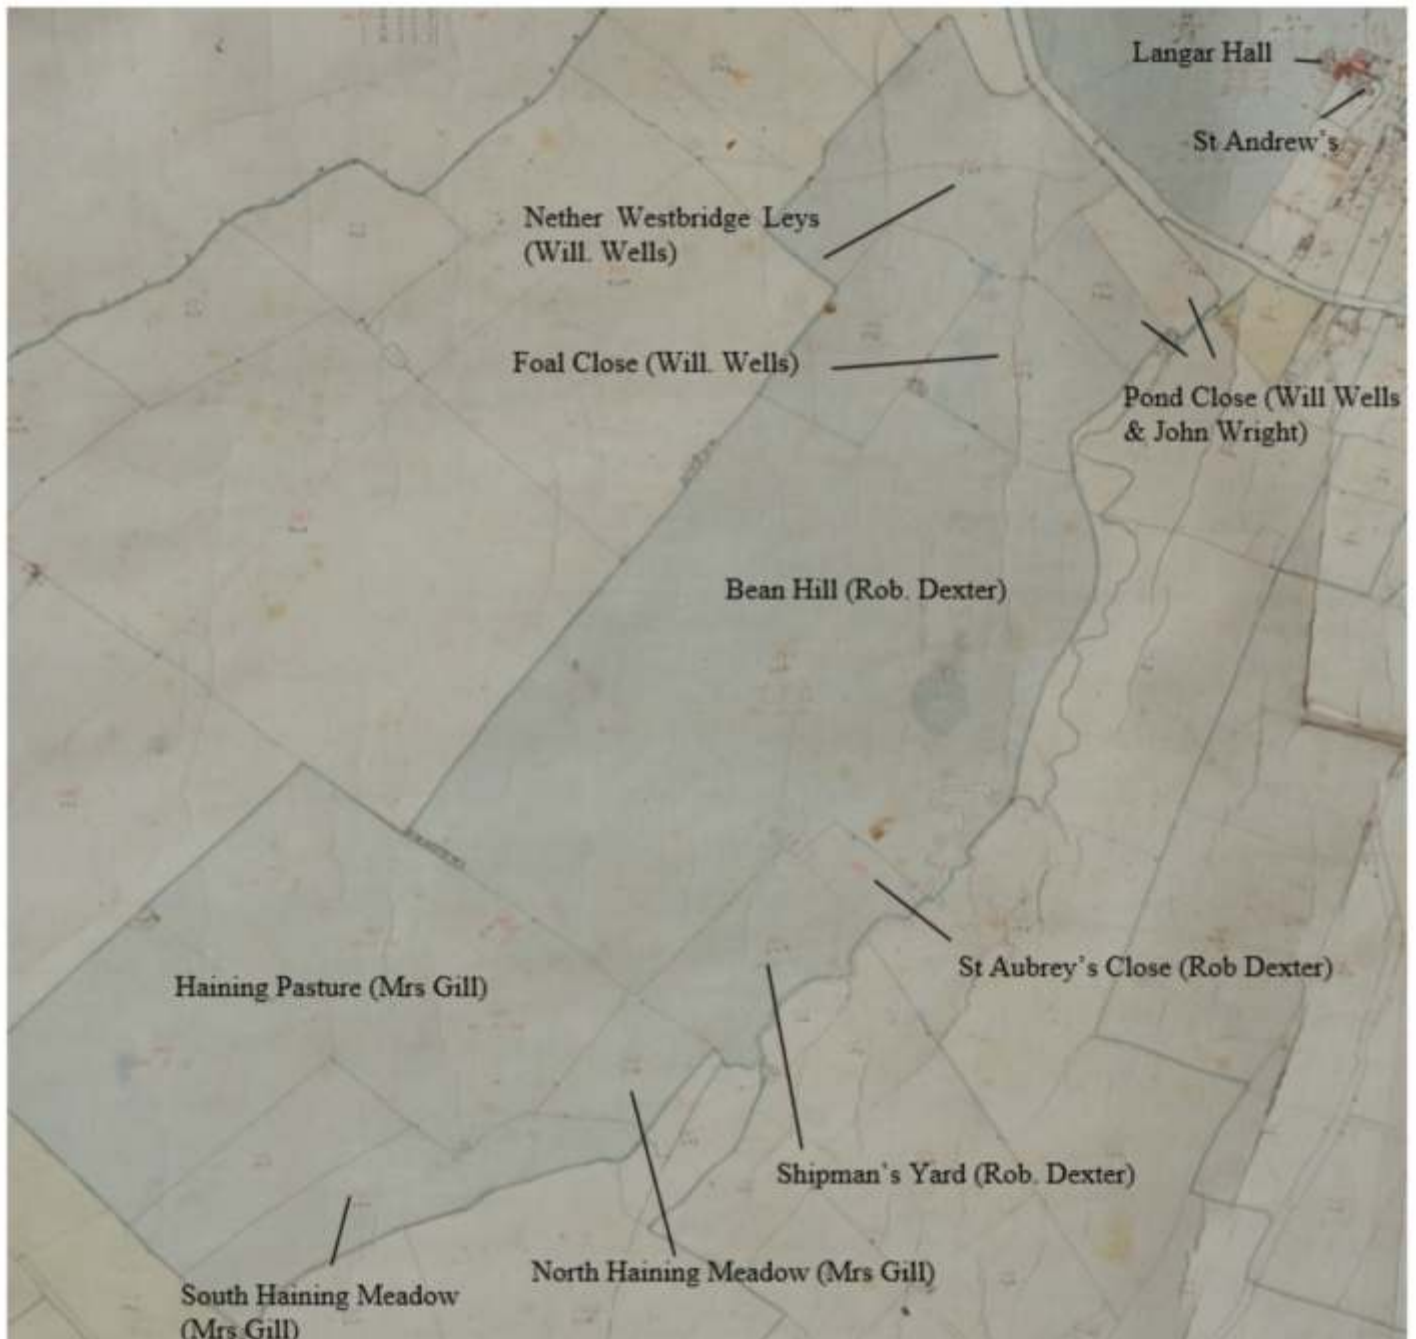 Langar Hall
St Andrew's
Nether Westbridge Leys
(Will. Wells)
Foal Close (Will. Wells)
Pond Close (Will Wells
& John Wright)
Bean Hill (Rob. Dexter)
St Aubrey's Close (Rob Dexter)
Haining Pasture (Mrs Gill)
Shipman's Yard (Rob. Dexter)
North Haining Meadow (Mrs Gill)
South Haining Meadow
(Mrs Gill)